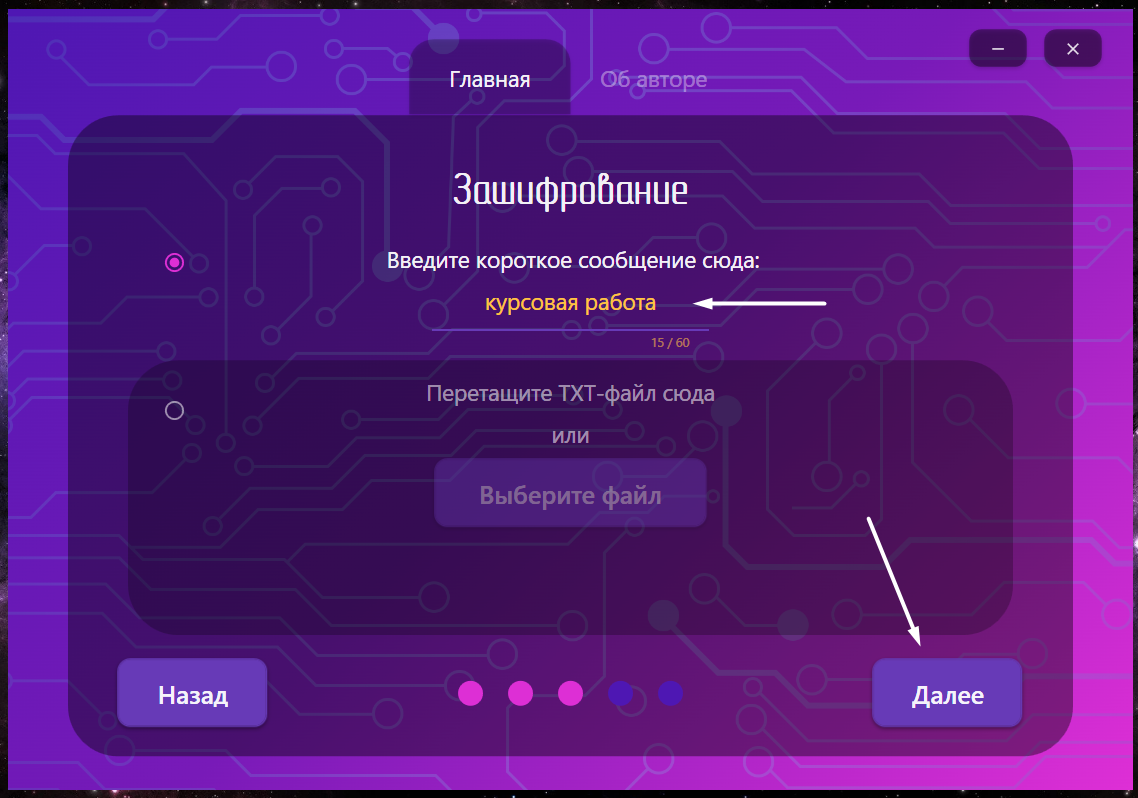 Главная
Об авторе
Зашифрование
Введите короткое сообщение сюда:
курсовая работа
15 / 60
Перетащите TXT-файл сюда
или
Выберите файл
Назад
Далее